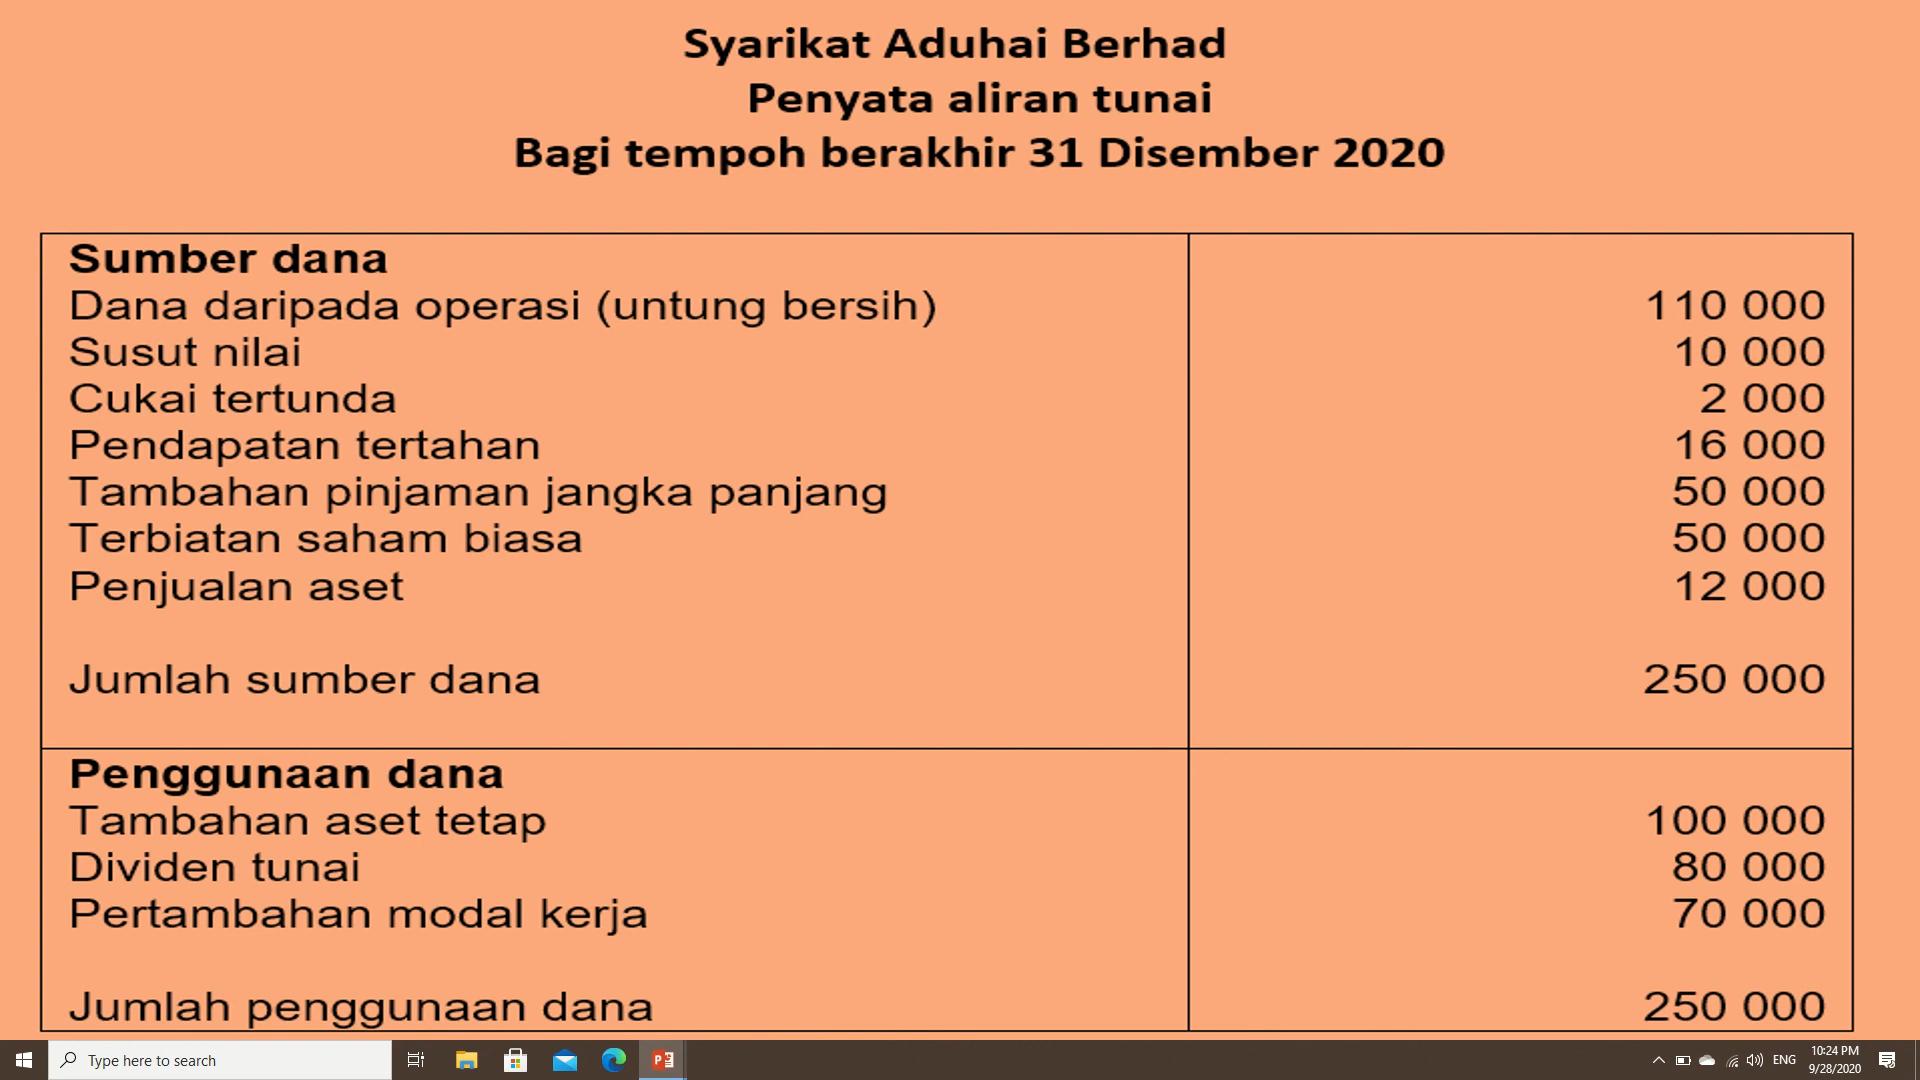 Syarikat Aduhai Berhad
Penyata aliran tunai
Bagi tempoh berakhir 31 Disember 2020
Sumber dana
Dana daripada operasi (untung bersih) 110 000
Susut nilai 10 000
Cukai tertunda 2 000
Pendapatan tertahan 16 000
Tambahan pinjaman jangka panjang 50 000
Terbiatan saham biasa 50 000
Penjualan aset 12 000
Jumlah sumber dana 250 000
Penggunaan dana
Tambahan aset tetap 100 000
Dividen tunai 80 000
Pertambahan modal kerja 70 000
Jumlah penggunaan dana 250 000
Type here to search
ENG
10:24 PM
9/28/2020